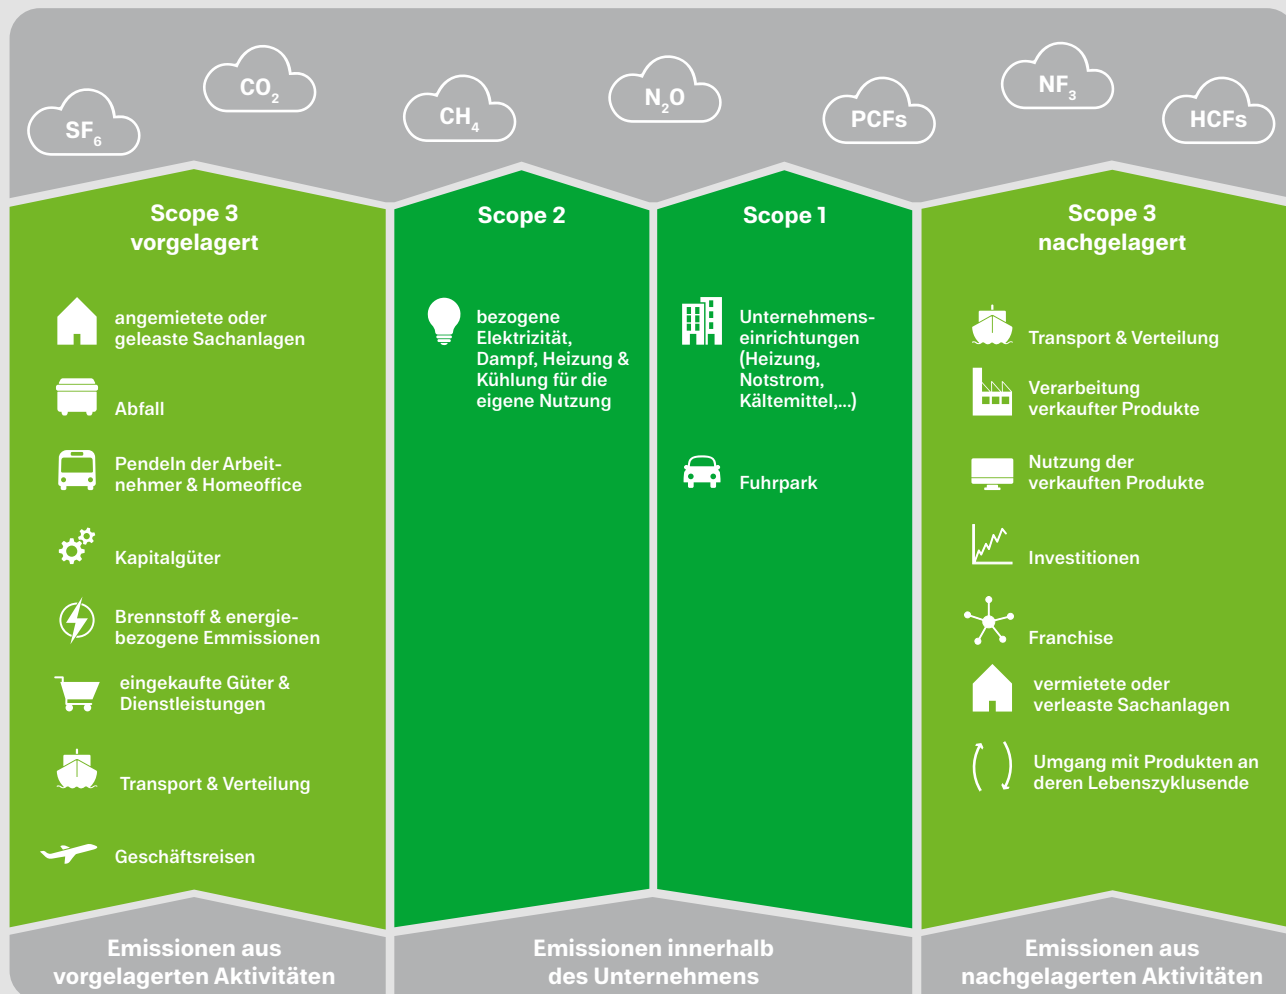 SF6
CO2
CH4
N2O
PCFs
NF3
HCFs
Scope 3
vorgelagert
angemietete oder
geleaste Sachanlagen
Abfall
Pendeln der Arbeit-
nehmer & Homeoffice
Kapitalgüter
Brennstoff & energie-
bezogene Emmissionen
eingekaufte Güter &
Dienstleistungen
Transport & Verteilung
Geschäftsreisen
Emissionen aus
vorgelagerten Aktivitäten
Scope 2
bezogene
Elektrizität,
Dampf, Heizung &
Kühlung für die
eigene Nutzung
Scope 1
Unternehmens-
einrichtungen
(Heizung,
Notstrom,
Kältemittel,...)
Fuhrpark
Emissionen innerhalb
des Unternehmens
Scope 3
nachgelagert
Transport & Verteilung
Verarbeitung
verkaufter Produkte
Nutzung der
verkauften Produkte
Investitionen
Franchise
vermietete oder
verleaste Sachanlagen
Umgang mit Produkten an
deren Lebenszyklusende
Emissionen aus
nachgelagerten Aktivitäten